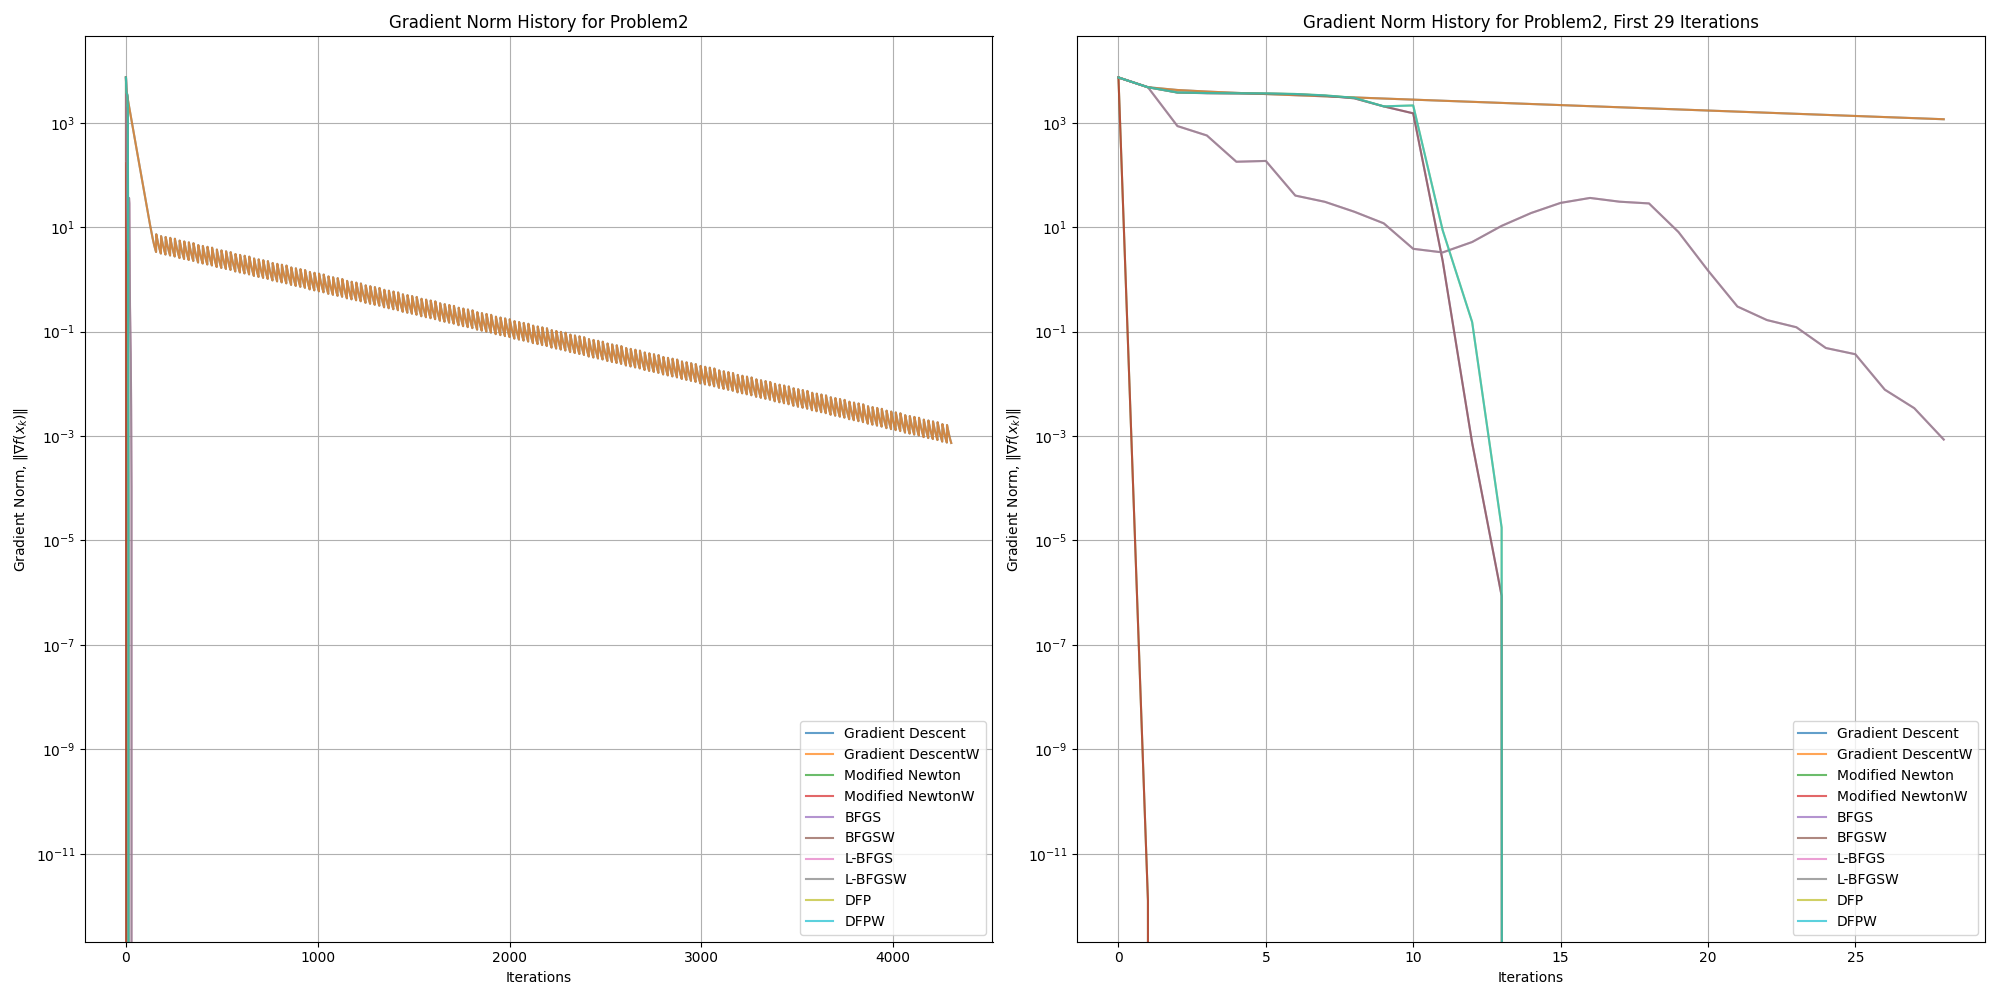 Gradient Norm History for Problem2
Gradient Norm, ‖∇f(x_k)‖
10^3
10^1
10^−1
10^−3
10^−5
10^−7
10^−9
10^−11
0
1000
2000
3000
4000
Iterations
Gradient Descent
Gradient DescentW
Modified Newton
Modified NewtonW
BFGS
BFGSW
L-BFGS
L-BFGSW
DFP
DFPW
Gradient Norm History for Problem2, First 29 Iterations
Gradient Norm, ‖∇f(x_k)‖
10^3
10^1
10^−1
10^−3
10^−5
10^−7
10^−9
10^−11
0
5
10
15
20
25
Iterations
Gradient Descent
Gradient DescentW
Modified Newton
Modified NewtonW
BFGS
BFGSW
L-BFGS
L-BFGSW
DFP
DFPW